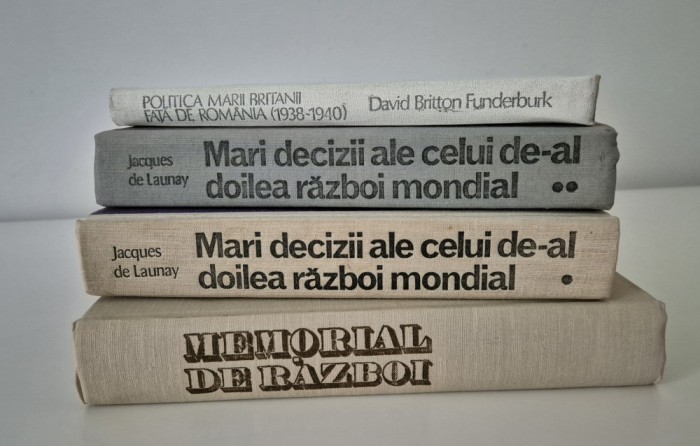 POLITICA MARII BRITANII
FAȚĂ DE ROMÂNIA (1938-1940)
David Britton Funderburk
Jacques
de Launay
Mari decizii ale celui de-al
doilea război mondial ••
Jacques
de Launay
Mari decizii ale celui de-al
doilea război mondial •
MEMORIAL
DE RĂZBOI